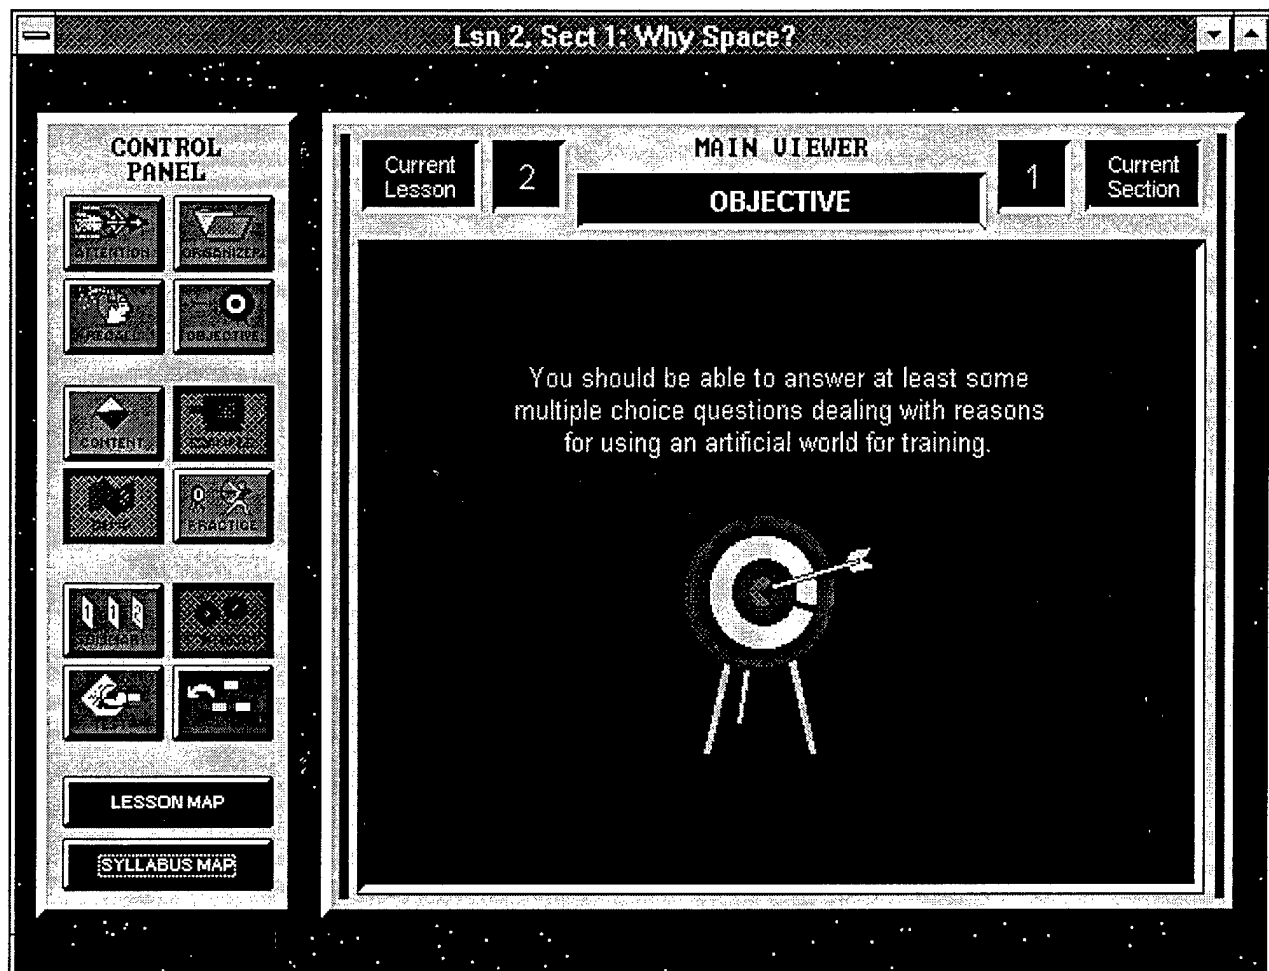 Lsn 2, Sect 1: Why Space?
CONTROL
PANEL
ATTENTION
ORGANIZER
OBJECTIVE
CONTENT
PRACTICE
LESSON MAP
SYLLABUS MAP
MAIN VIEWER
Current
Lesson
2
OBJECTIVE
1
Current
Section
You should be able to answer at least some
multiple choice questions dealing with reasons
for using an artificial world for training.